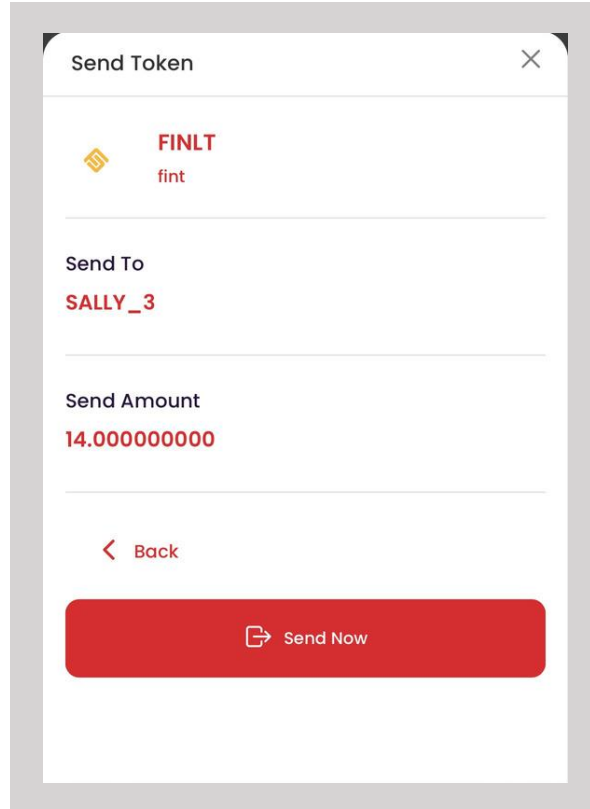 Send Token
FINLT
fint
Send To
SALLY_3
Send Amount
14.000000000
Back
Send Now